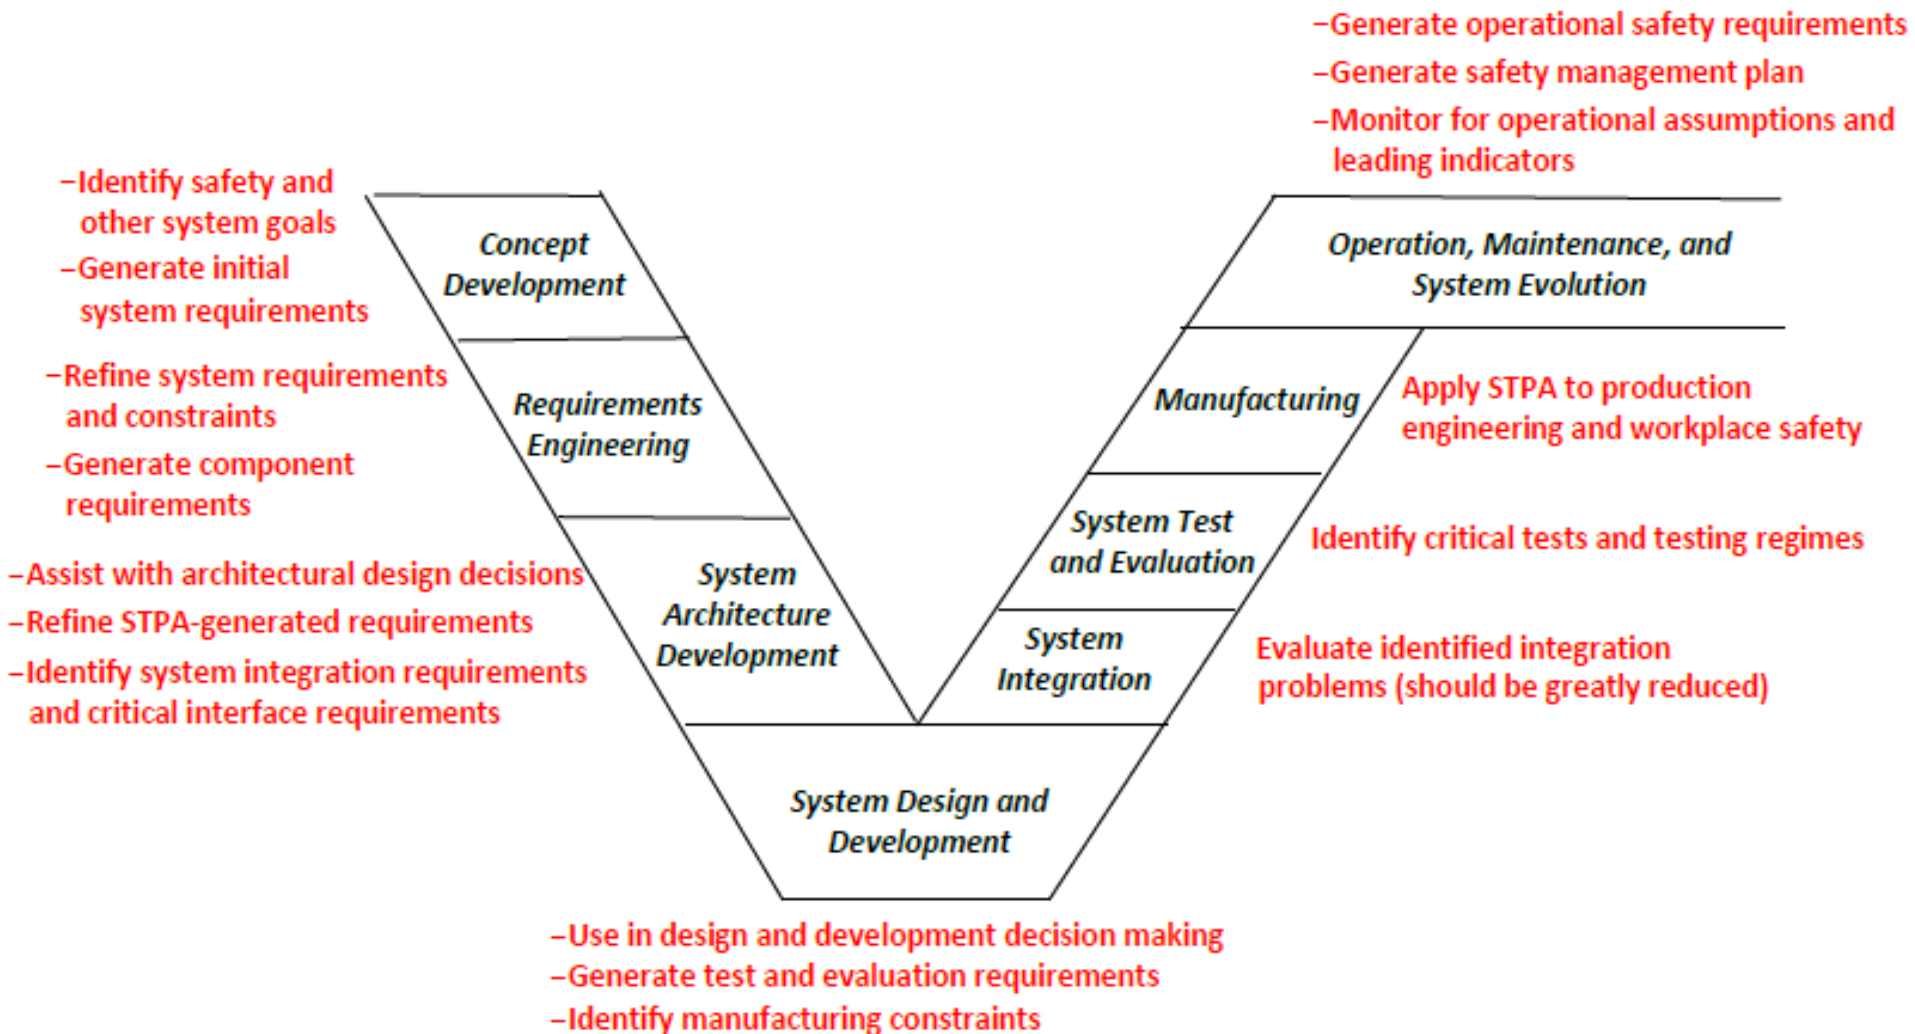 –Generate operational safety requirements
–Generate safety management plan
–Monitor for operational assumptions and
leading indicators
–Identify safety and
other system goals
–Generate initial
system requirements
Concept
Development
Operation, Maintenance, and
System Evolution
–Refine system requirements
and constraints
–Generate component
requirements
Requirements
Engineering
Manufacturing
Apply STPA to production
engineering and workplace safety
–Assist with architectural design decisions
–Refine STPA-generated requirements
–Identify system integration requirements
and critical interface requirements
System
Architecture
Development
System Test
and Evaluation
Identify critical tests and testing regimes
System
Integration
Evaluate identified integration
problems (should be greatly reduced)
System Design and
Development
–Use in design and development decision making
–Generate test and evaluation requirements
–Identify manufacturing constraints